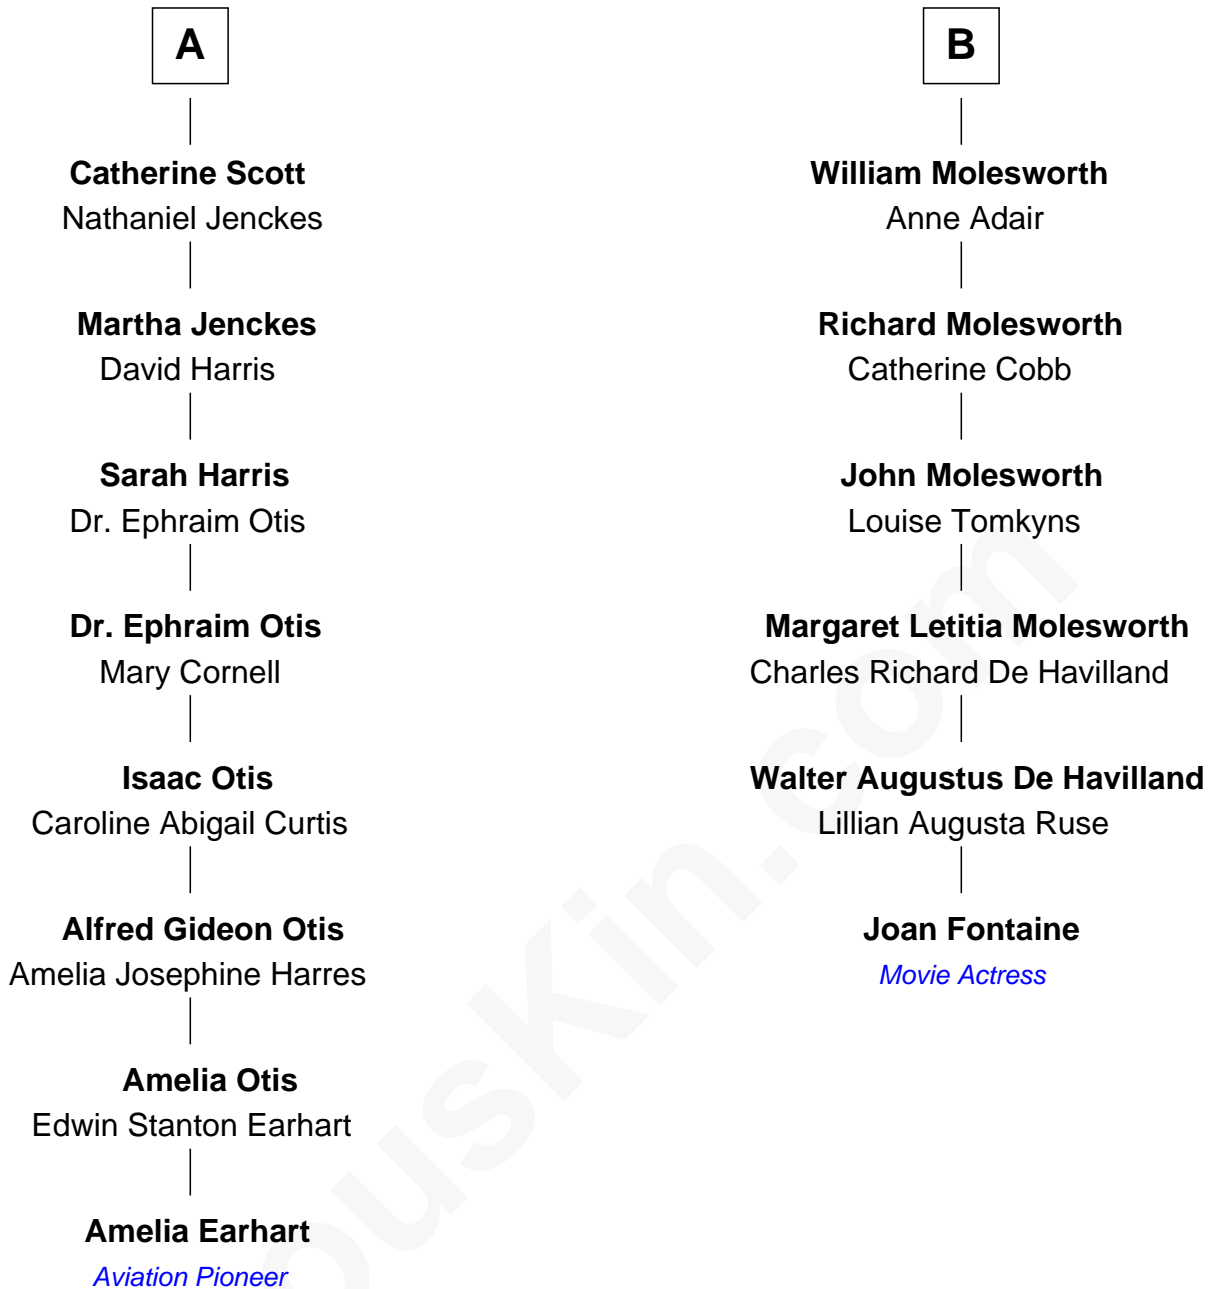 A
Catherine Scott
Nathaniel Jenckes
Martha Jenckes
David Harris
Sarah Harris
Dr. Ephraim Otis
Dr. Ephraim Otis
Mary Cornell
Isaac Otis
Caroline Abigail Curtis
Alfred Gideon Otis
Amelia Josephine Harres
Amelia Otis
Edwin Stanton Earhart
Amelia Earhart
Aviation Pioneer
B
William Molesworth
Anne Adair
Richard Molesworth
Catherine Cobb
John Molesworth
Louise Tomkyns
Margaret Letitia Molesworth
Charles Richard De Havilland
Walter Augustus De Havilland
Lillian Augusta Ruse
Joan Fontaine
Movie Actress
ousKin.com